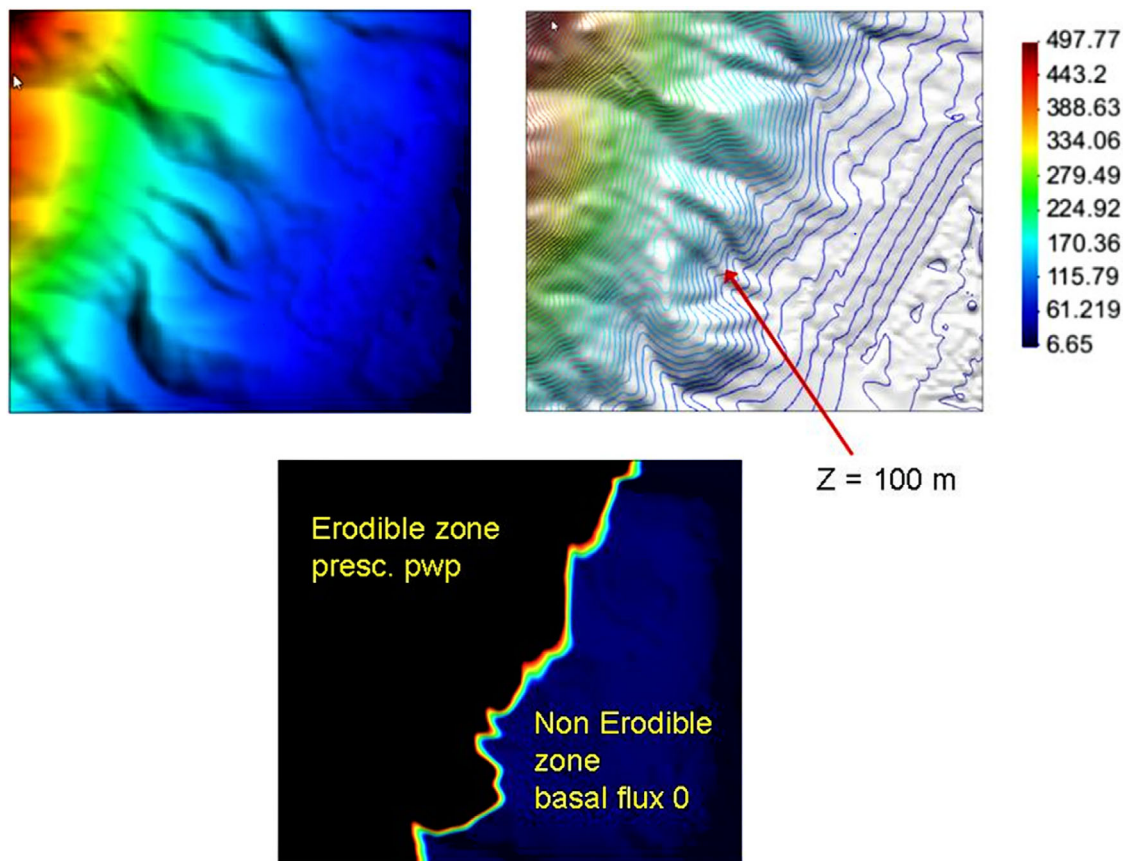 497.77
443.2
388.63
334.06
279.49
224.92
170.36
115.79
61.219
6.65
Z = 100 m
Erodible zone
presc. pwp
Non Erodible
zone
basal flux 0